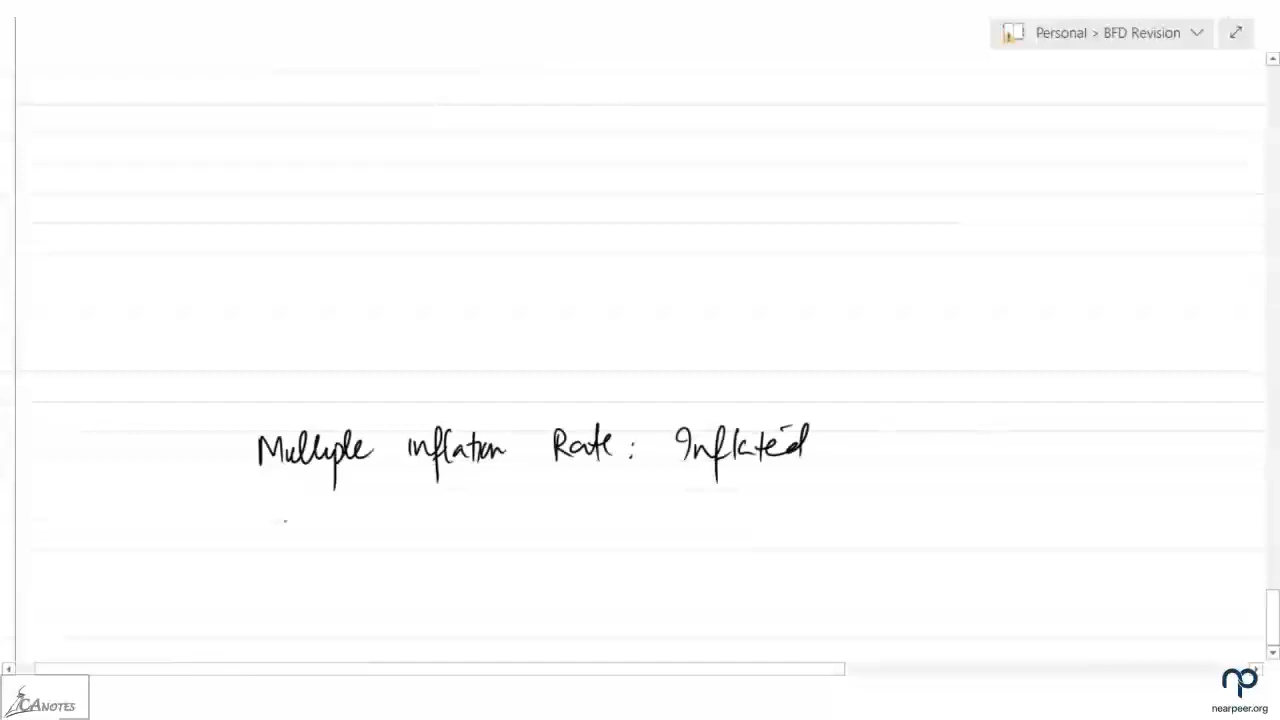 Personal > BFD Revision
Multiple inflation Rate: Inflated
CANOTES
np
nearpeer.org